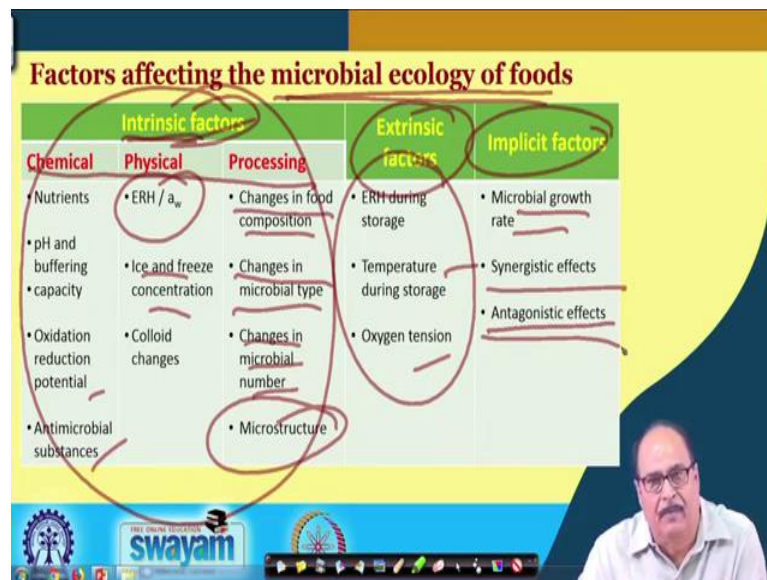 Factors affecting the microbial ecology of foods
Intrinsic factors
Extrinsic factors
Implicit factors
Chemical
Physical
Processing
• Nutrients
• pH and
buffering
• capacity
• Oxidation
reduction
potential
• Antimicrobial
substances
• ERH / aw
• Ice and freeze
concentration
• Colloid
changes
• Changes in food
composition
• Changes in
microbial type
• Changes in
microbial
number
• Microstructure
• ERH during
storage
• Temperature
during storage
• Oxygen tension
• Microbial growth
rate
• Synergistic effects
• Antagonistic effects
FREE ONLINE EDUCATION
swayam